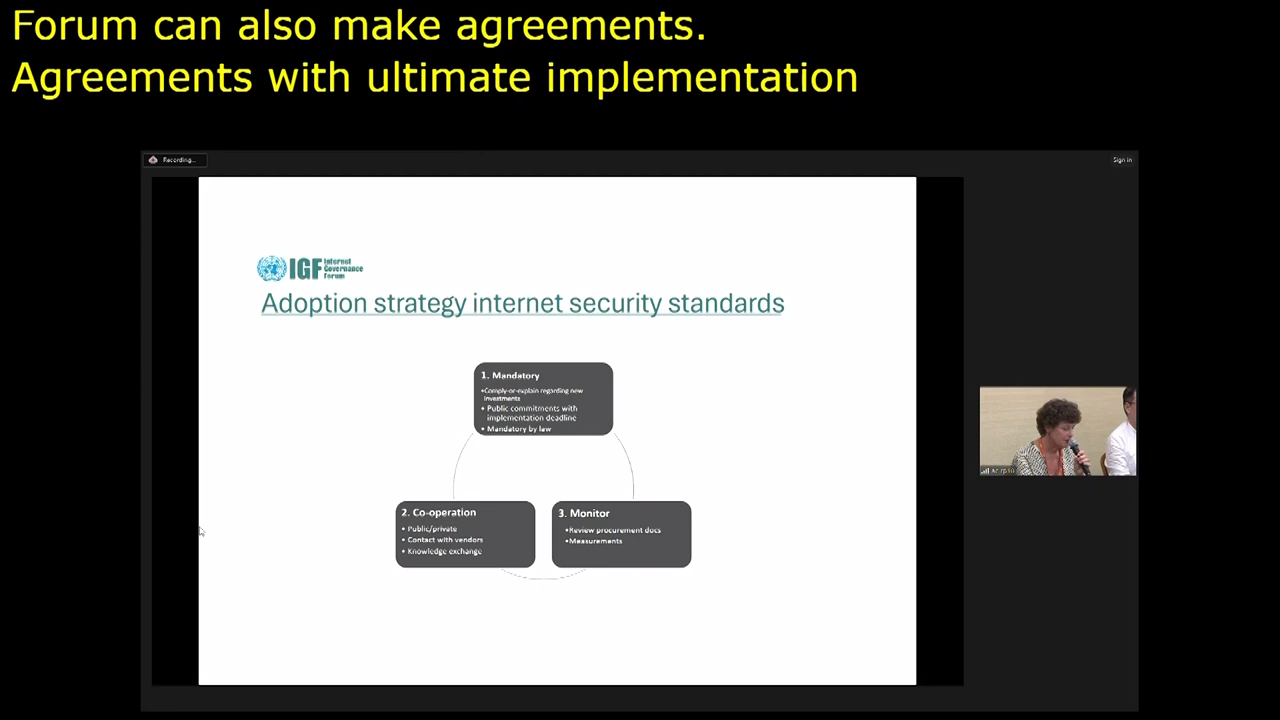 Forum can also make agreements.
Agreements with ultimate implementation
Recording...
Sign in
IGF Internet
Governance
Forum
Adoption strategy internet security standards
1. Mandatory
•Comply-or-explain regarding new
investments
• Public commitments with
implementation deadline
• Mandatory by law
2. Co-operation
• Public/private
• Contact with vendors
• Knowledge exchange
3. Monitor
•Review procurement docs
•Measurements